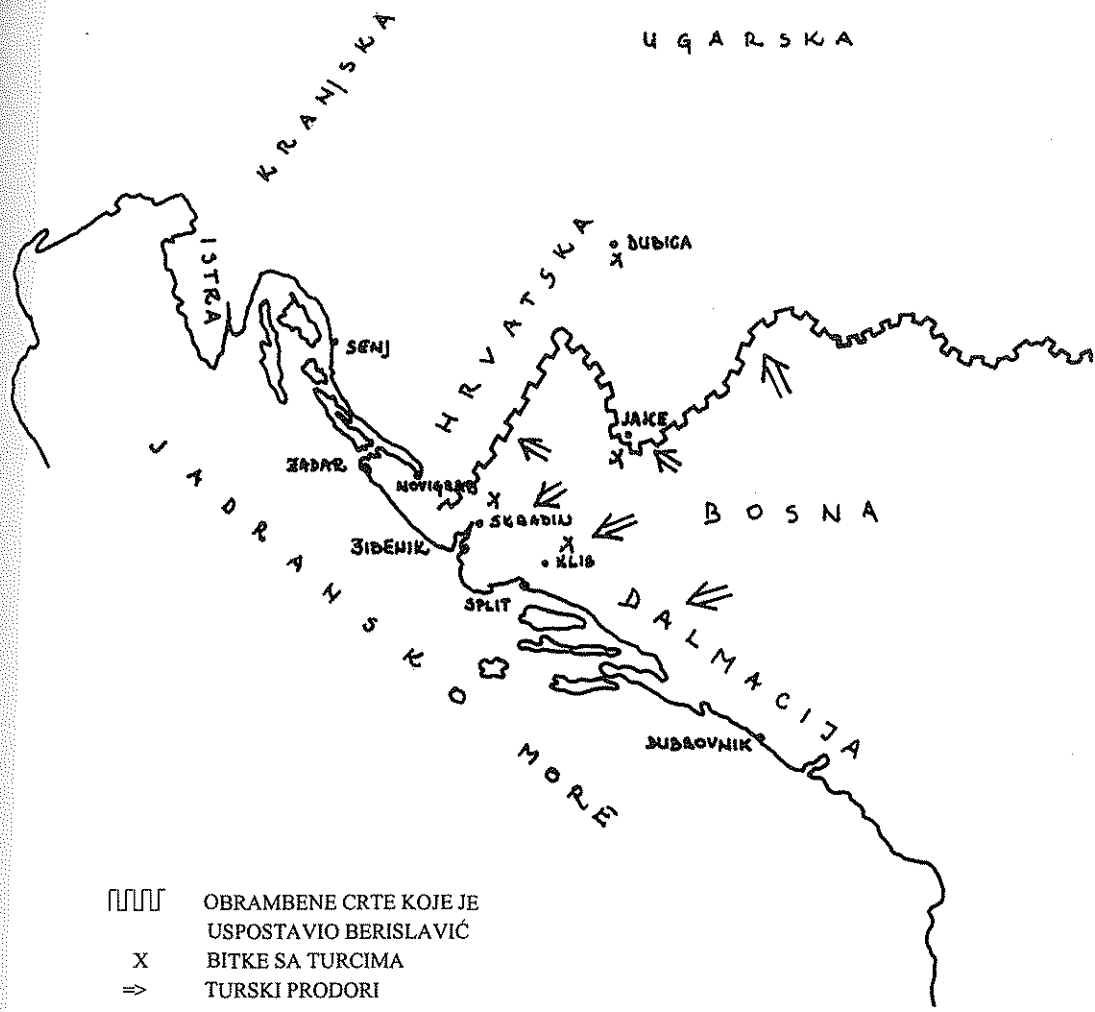 UGARSKA
KRANJSKA
ISTRA
HRVATSKA
DUBICA
SENJ
JAJCE
ZADAR
NOVIGRAD
SKRADIN
BOSNA
ŠIBENIK
KLIS
SPLIT
DALMACIJA
JADRANSKO MORE
DUBROVNIK
OBRAMBENE CRTE KOJE JE
USPOSTAVIO BERISLAVIĆ
X BITKE SA TURCIMA
=> TURSKI PRODORI